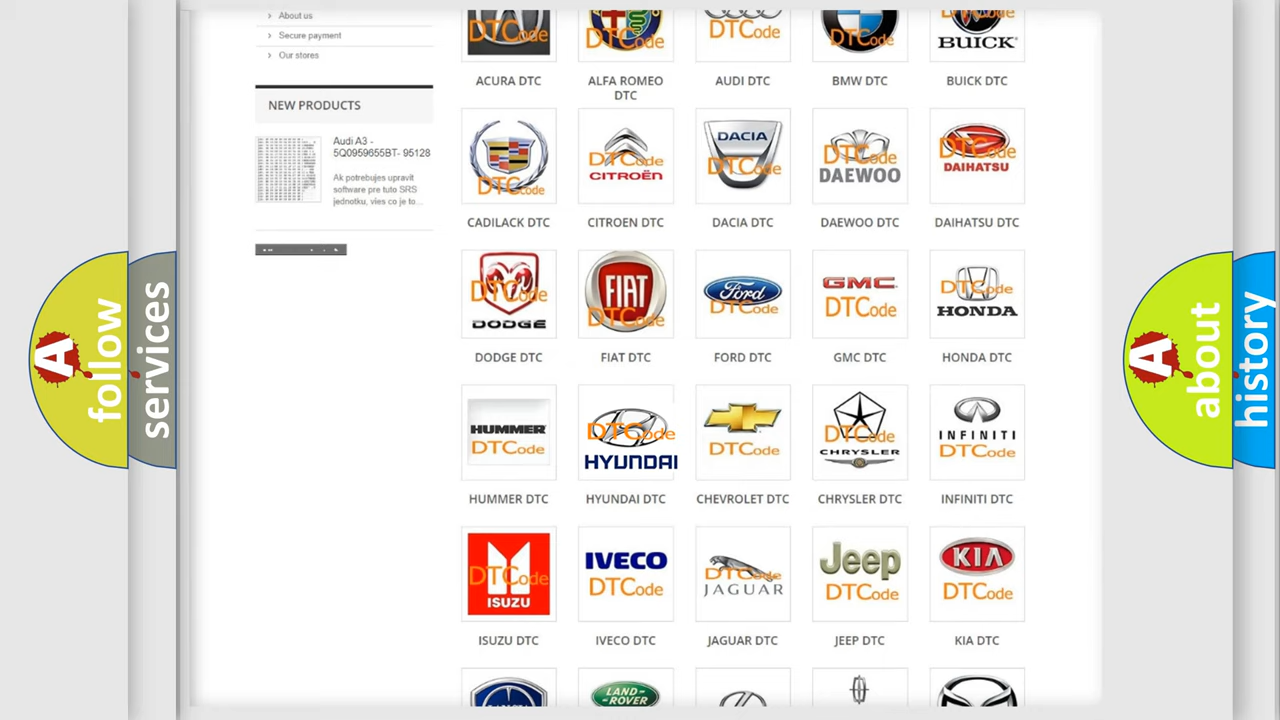 About us
Secure payment
Our stores
NEW PRODUCTS
Audi A3 -
5Q0959655BT- 95128
Ak potrebujes upravit
software pre tuto SRS
jednotku, vies co je to...
DTCode DTCode DTCode DTCode BUICK
ACURA DTC
ALFA ROMEO
DTC
AUDI DTC
BMW DTC
BUICK DTC
DTCode
DTCode
CITROËN
DACIA
DTCode
DTCode
DAEWOO
DTCode
DAIHATSU
CADILACK DTC
CITROEN DTC
DACIA DTC
DAEWOO DTC
DAIHATSU DTC
DTCode
DODGE
FIAT
DTCode
Ford
DTCode
GMC
DTCode
DTCode
HONDA
DODGE DTC
FIAT DTC
FORD DTC
GMC DTC
HONDA DTC
HUMMER
DTCode
DTCode
HYUNDAI
DTCode
DTCode
CHRYSLER
INFINITI
DTCode
HUMMER DTC
HYUNDAI DTC
CHEVROLET DTC
CHRYSLER DTC
INFINITI DTC
DTCode
ISUZU
IVECO
DTCode
DTCode
JAGUAR
Jeep
DTCode
KIA
DTCode
ISUZU DTC
IVECO DTC
JAGUAR DTC
JEEP DTC
KIA DTC
LAND-
ROVER
A
follow
services
A
about
history